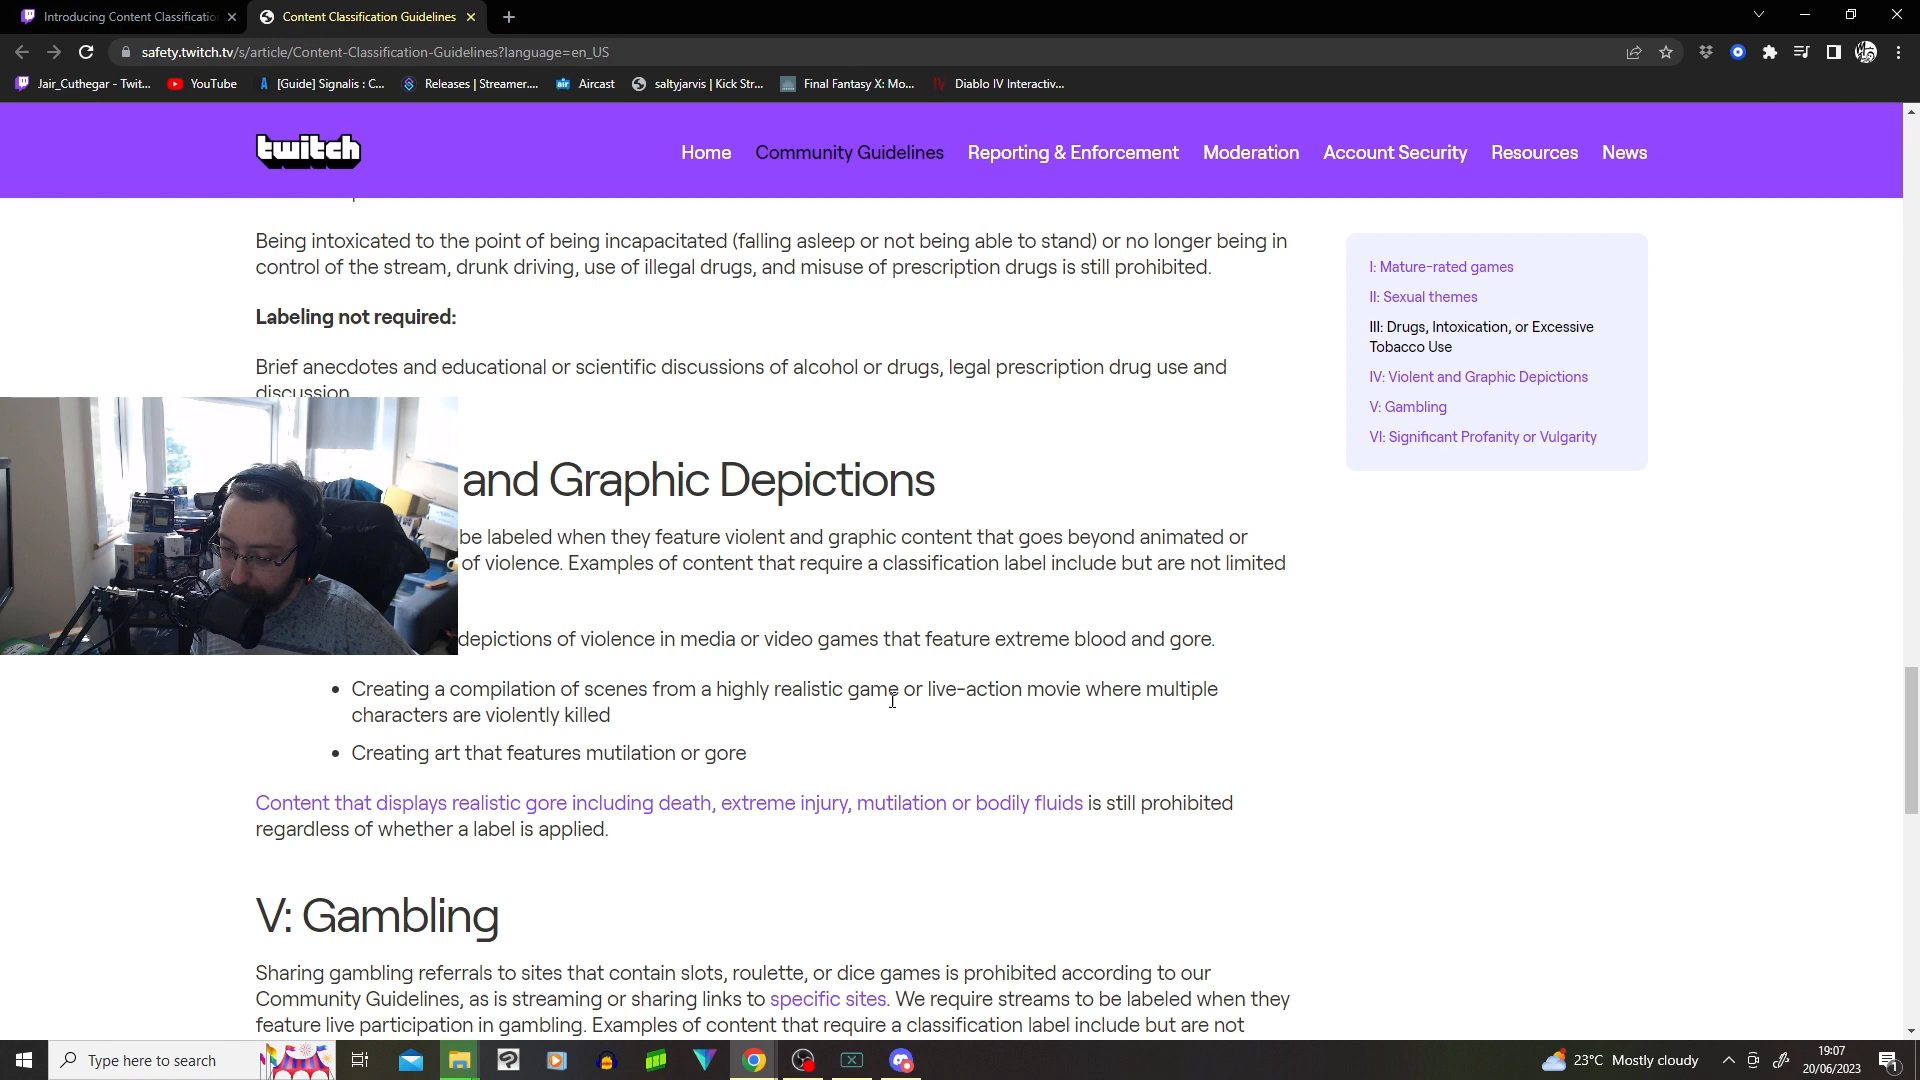 Introducing Content Classification
Content Classification Guidelines
safety.twitch.tv/s/article/Content-Classification-Guidelines?language=en_US
Jair_Cuthegar - Twit...
YouTube
[Guide] Signalis : C...
Releases | Streamer....
Aircast
saltyjarvis | Kick Str...
Final Fantasy X: Mo...
Diablo IV Interactiv...
twitch
Home
Community Guidelines
Reporting & Enforcement
Moderation
Account Security
Resources
News
Being intoxicated to the point of being incapacitated (falling asleep or not being able to stand) or no longer being in
control of the stream, drunk driving, use of illegal drugs, and misuse of prescription drugs is still prohibited.
Labeling not required:
Brief anecdotes and educational or scientific discussions of alcohol or drugs, legal prescription drug use and
discussion
and Graphic Depictions
be labeled when they feature violent and graphic content that goes beyond animated or
of violence. Examples of content that require a classification label include but are not limited
depictions of violence in media or video games that feature extreme blood and gore.
• Creating a compilation of scenes from a highly realistic game or live-action movie where multiple
characters are violently killed
• Creating art that features mutilation or gore
Content that displays realistic gore including death, extreme injury, mutilation or bodily fluids is still prohibited
regardless of whether a label is applied.
V: Gambling
Sharing gambling referrals to sites that contain slots, roulette, or dice games is prohibited according to our
Community Guidelines, as is streaming or sharing links to specific sites. We require streams to be labeled when they
feature live participation in gambling. Examples of content that require a classification label include but are not
I: Mature-rated games
II: Sexual themes
III: Drugs, Intoxication, or Excessive
Tobacco Use
IV: Violent and Graphic Depictions
V: Gambling
VI: Significant Profanity or Vulgarity
Type here to search
23°C Mostly cloudy
19:07
20/06/2023
1